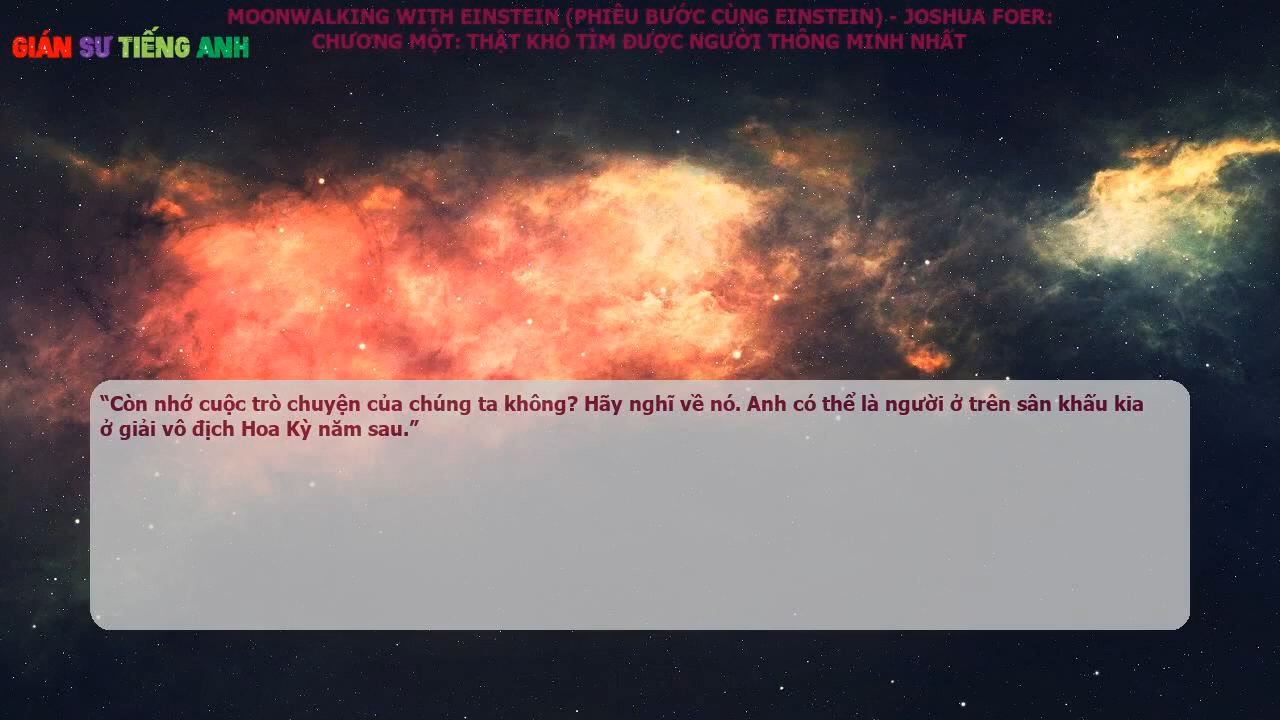 MOONWALKING WITH EINSTEIN (PHIÊU BƯỚC CÙNG EINSTEIN) - JOSHUA FOER:
CHƯƠNG MỘT: THẬT KHÓ TÌM ĐƯỢC NGƯỜI THÔNG MINH NHẤT
GIÁN SƯ TIẾNG ANH
“Còn nhớ cuộc trò chuyện của chúng ta không? Hãy nghĩ về nó. Anh có thể là người ở trên sân khấu kia
ở giải vô địch Hoa Kỳ năm sau.”